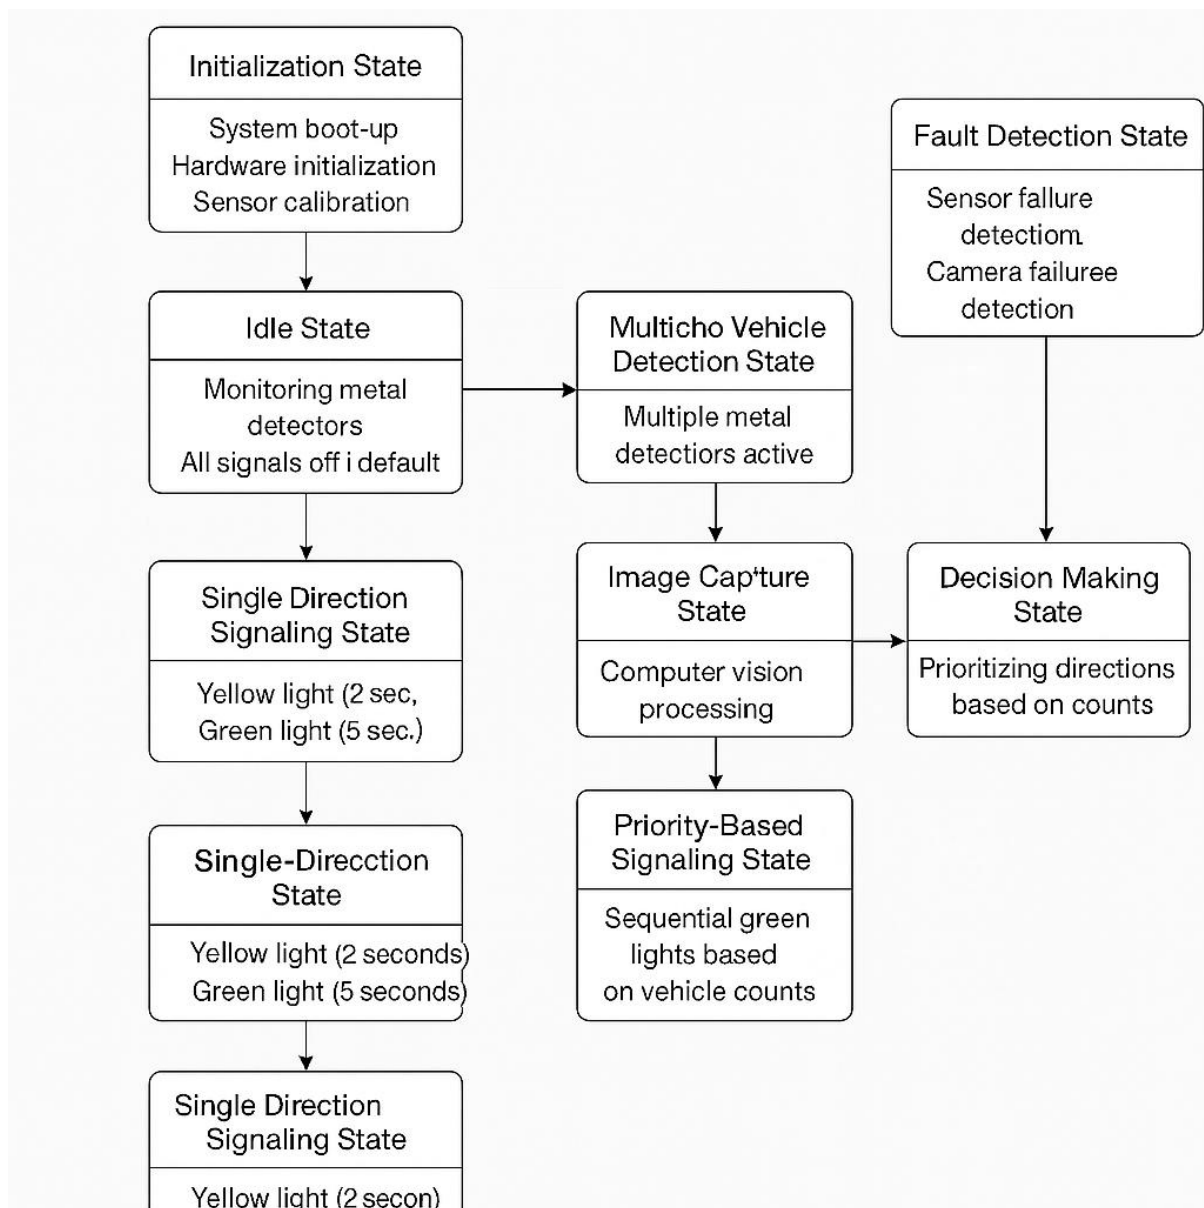 Initialization State
System boot-up
Hardware initialization
Sensor calibration
Idle State
Monitoring metal
detectors
All signals off i default
Single Direction
Signaling State
Yellow light (2 sec,
Green light (5 sec.)
Single-Direcction
State
Yellow light (2 seconds)
Green light (5 seconds)
Single Direction
Signaling State
Yellow light (2 secon)
Multicho Vehicle
Detection State
Multiple metal
detectiors active
Image Cap'ture
State
Computer vision
processing
Priority-Based
Signaling State
Sequential green
lights based
on vehicle counts
Fault Detection State
Sensor fallure
detectiom.
Camera failuree
detection
Decision Making
State
Prioritizing directions
based on counts